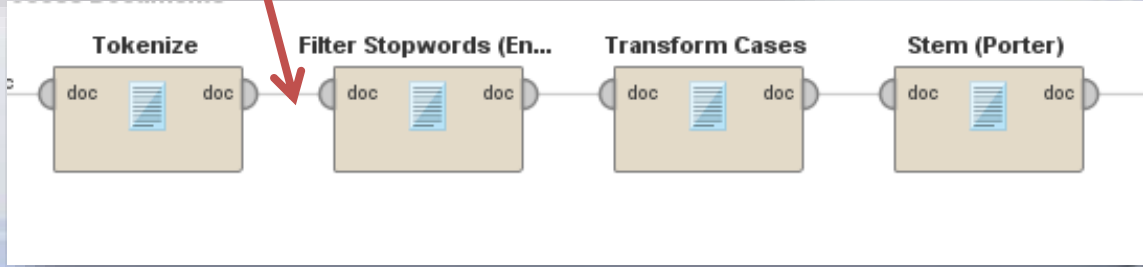 Tokenize
Filter Stopwords (En...
Transform Cases
Stem (Porter)
doc doc doc doc doc doc doc doc